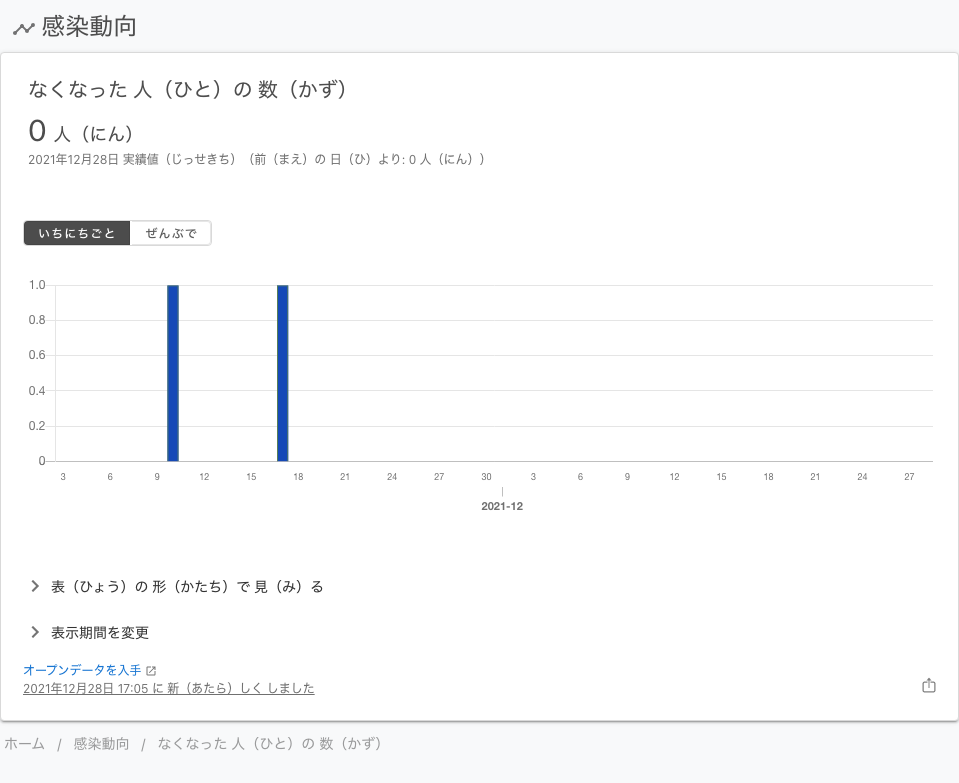 感染動向
なくなった 人（ひと）の 数（かず）
0 人（にん）
2021年12月28日 実績値（じっせきち）（前（まえ）の 日（ひ）より: 0 人（にん））
いちにちごと ぜんぶで
1.0
0.8
0.6
0.4
0.2
0
3 6 9 12 15 18 21 24 27 30 3 6 9 12 15 18 21 24 27
2021-12
表（ひょう）の 形（かたち）で 見（み）る
表示期間を変更
オープンデータを入手
2021年12月28日 17:05 に 新（あたら）しく しました
ホーム / 感染動向 / なくなった 人（ひと）の 数（かず）